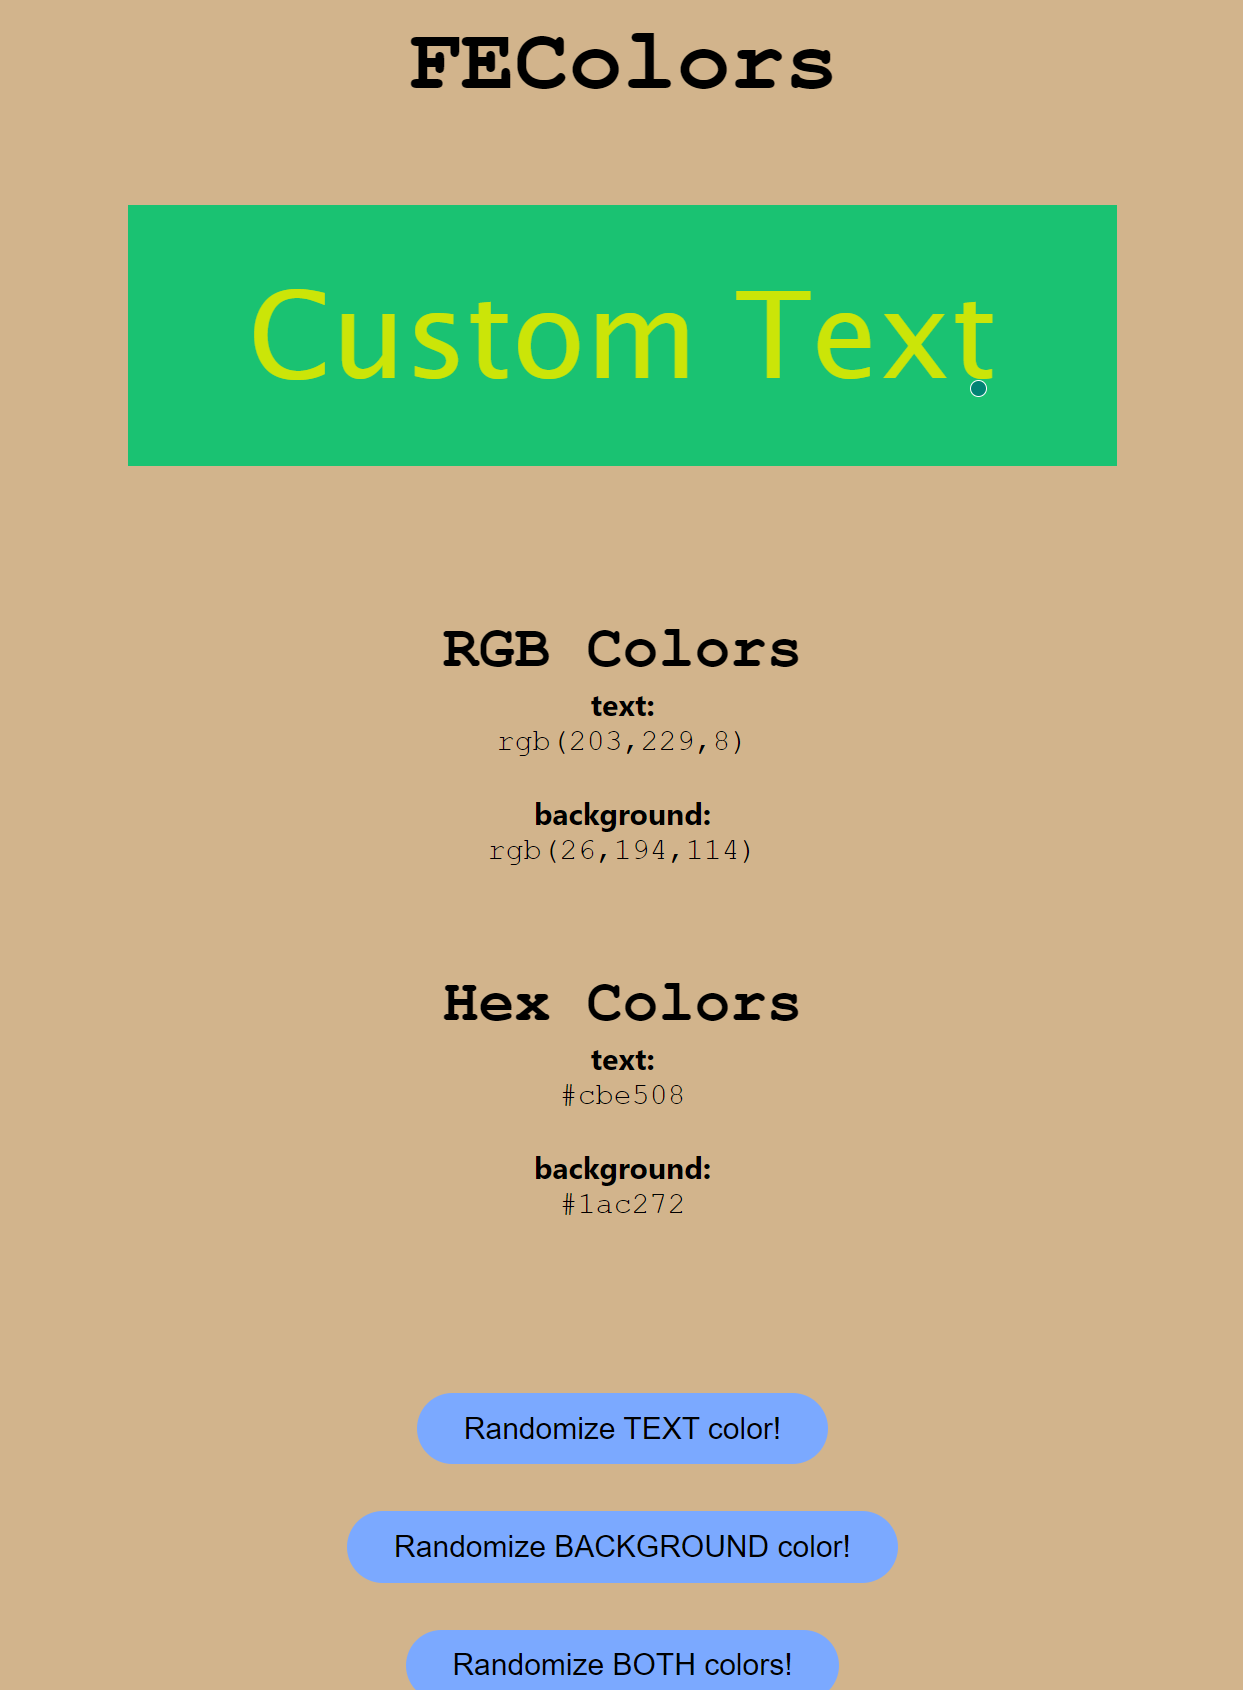 FEColors
Custom Text
RGB Colors
text:
rgb(203,229,8)
background:
rgb(26,194,114)
Hex Colors
text:
#cbe508
background:
#1ac272
Randomize TEXT color!
Randomize BACKGROUND color!
Randomize BOTH colors!